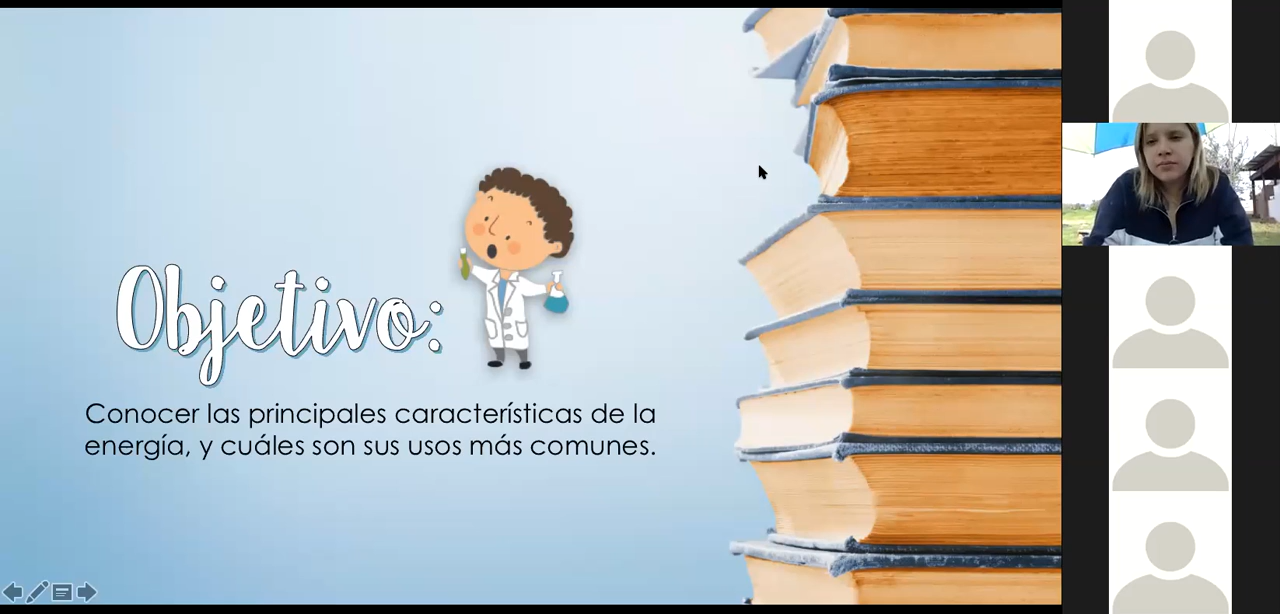 Objetivo:
Conocer las principales características de la
energía, y cuáles son sus usos más comunes.